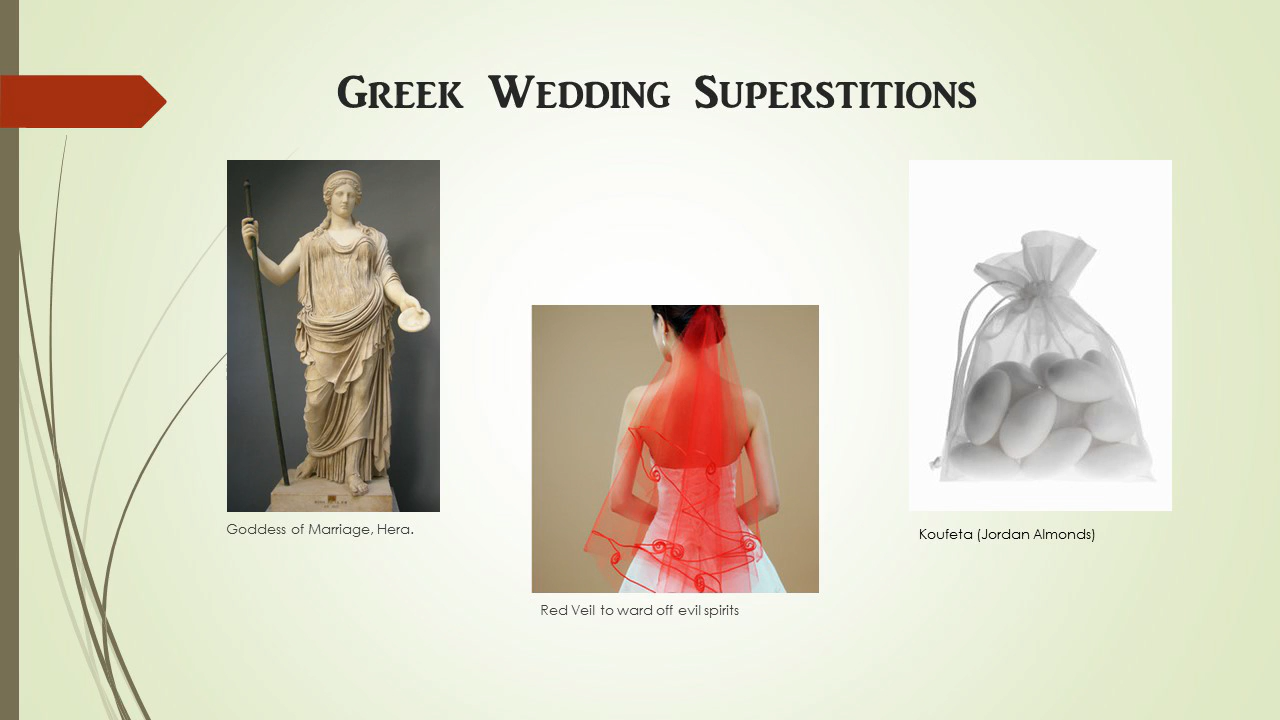 Greek Wedding Superstitions
Goddess of Marriage, Hera.
Red Veil to ward off evil spirits
Koufeta (Jordan Almonds)